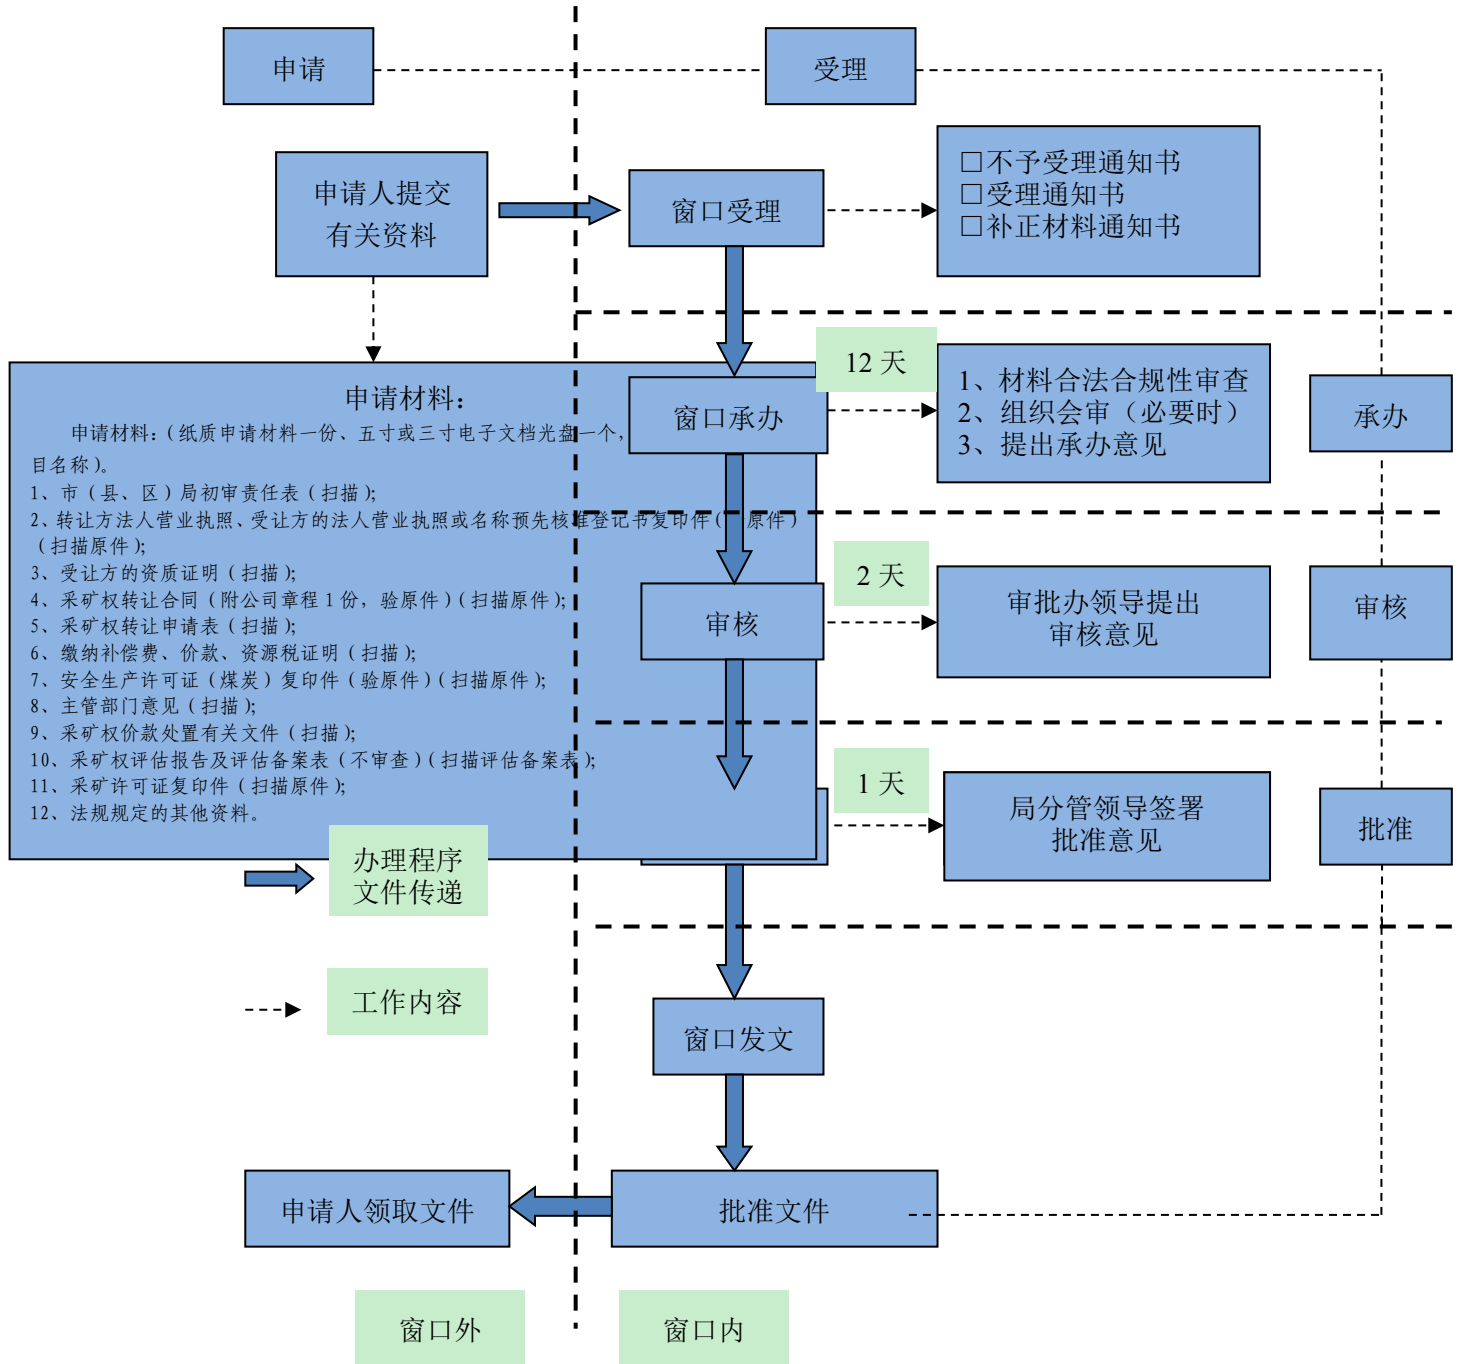 申请
受理
申请人提交
有关资料
窗口受理
□不予受理通知书
□受理通知书
□补正材料通知书
12 天
申请材料：
申请材料：（纸质申请材料一份、五寸或三寸电子文档光盘一个，
目名称）。
1、市（县、区）局初审责任表（扫描）；
2、转让方法人营业执照、受让方的法人营业执照或名称预先核准登记书复印件（ 原件）
（扫描原件）；
3、受让方的资质证明（扫描）；
4、采矿权转让合同（附公司章程 1 份，验原件）（扫描原件）；
5、采矿权转让申请表（扫描）；
6、缴纳补偿费、价款、资源税证明（扫描）；
7、安全生产许可证（煤炭）复印件（验原件）（扫描原件）；
8、主管部门意见（扫描）；
9、采矿权价款处置有关文件（扫描）；
10、采矿权评估报告及评估备案表（不审查）（扫描评估备案表）；
11、采矿许可证复印件（扫描原件）；
12、法规规定的其他资料。
窗口承办
1、材料合法合规性审查
2、组织会审（必要时）
3、提出承办意见
承办
2 天
审核
审批办领导提出
审核意见
审核
1 天
局分管领导签署
批准意见
批准
办理程序
文件传递
工作内容
窗口发文
申请人领取文件
批准文件
窗口外
窗口内